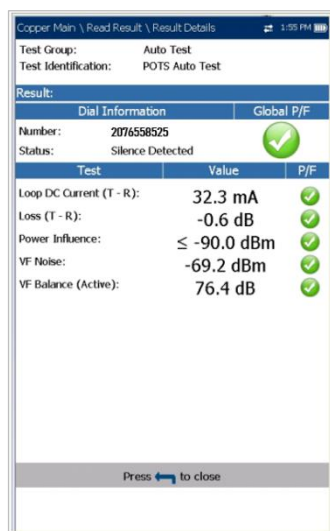 Copper Main \ Read Result \ Result Details 1:55 PM
Test Group: Auto Test
Test Identification: POTS Auto Test
Result:
Dial Information Global P/F
Number: 2076558525
Status: Silence Detected
Test Value P/F
Loop DC Current (T - R): 32.3 mA
Loss (T - R): -0.6 dB
Power Influence: ≤ -90.0 dBm
VF Noise: -69.2 dBm
VF Balance (Active): 76.4 dB
Press to close